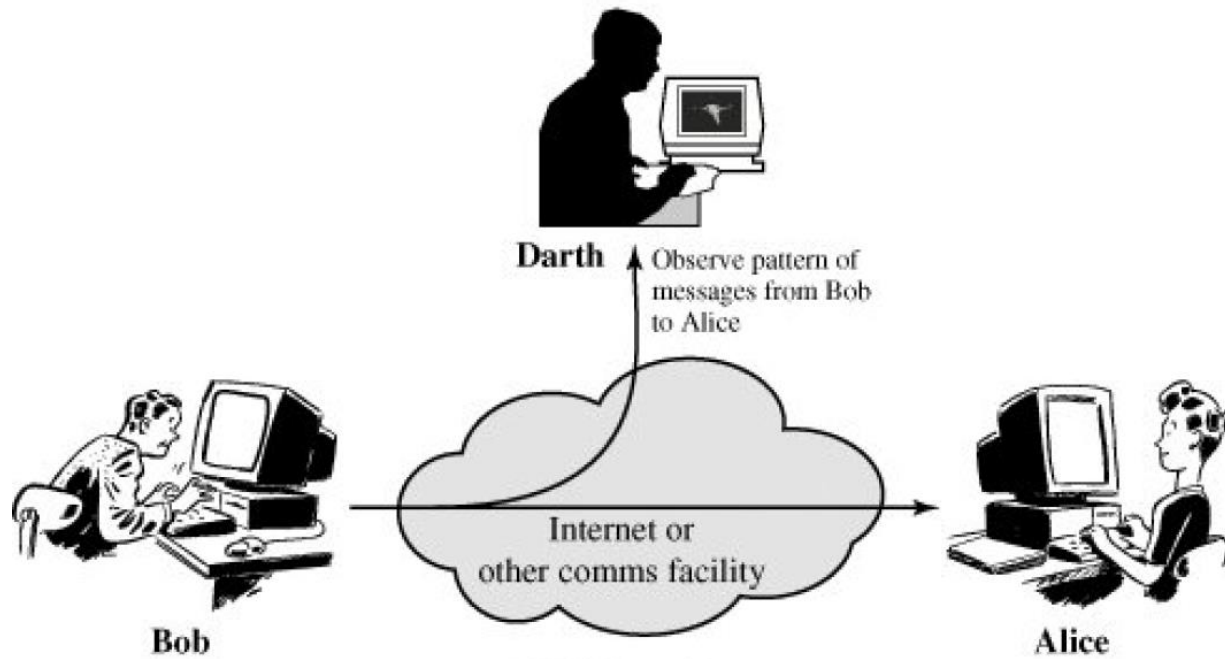 Darth
Observe pattern of
messages from Bob
to Alice
Internet or
other comms facility
Bob
Alice